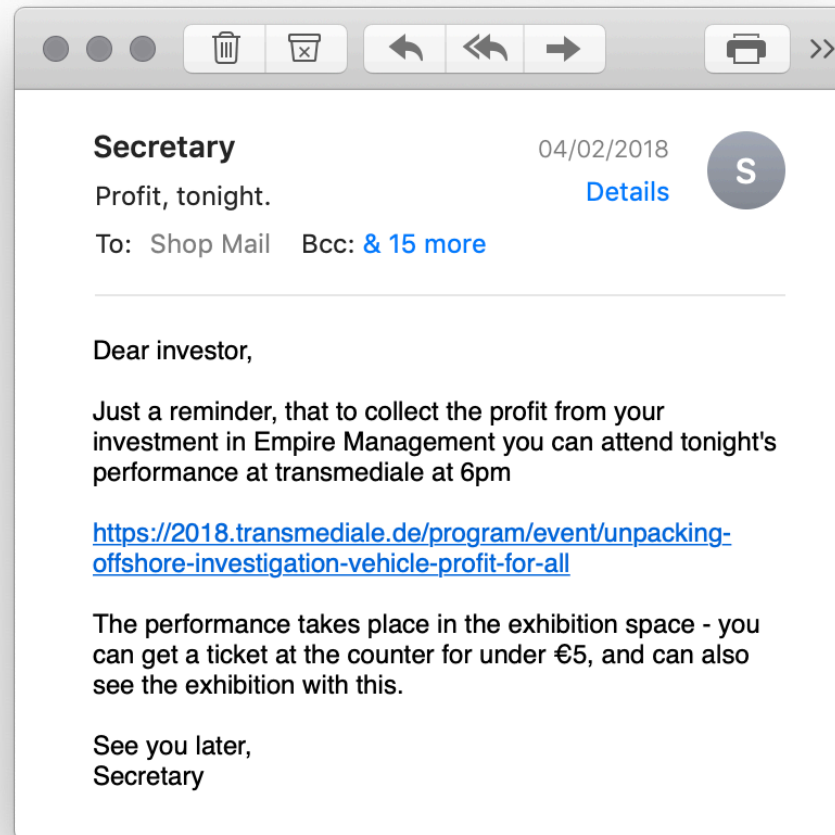 Secretary
04/02/2018
S
Profit, tonight.
Details
To: Shop Mail Bcc: & 15 more
Dear investor,
Just a reminder, that to collect the profit from your
investment in Empire Management you can attend tonight's
performance at transmediale at 6pm
https://2018.transmediale.de/program/event/unpacking-
offshore-investigation-vehicle-profit-for-all
The performance takes place in the exhibition space - you
can get a ticket at the counter for under €5, and can also
see the exhibition with this.
See you later,
Secretary